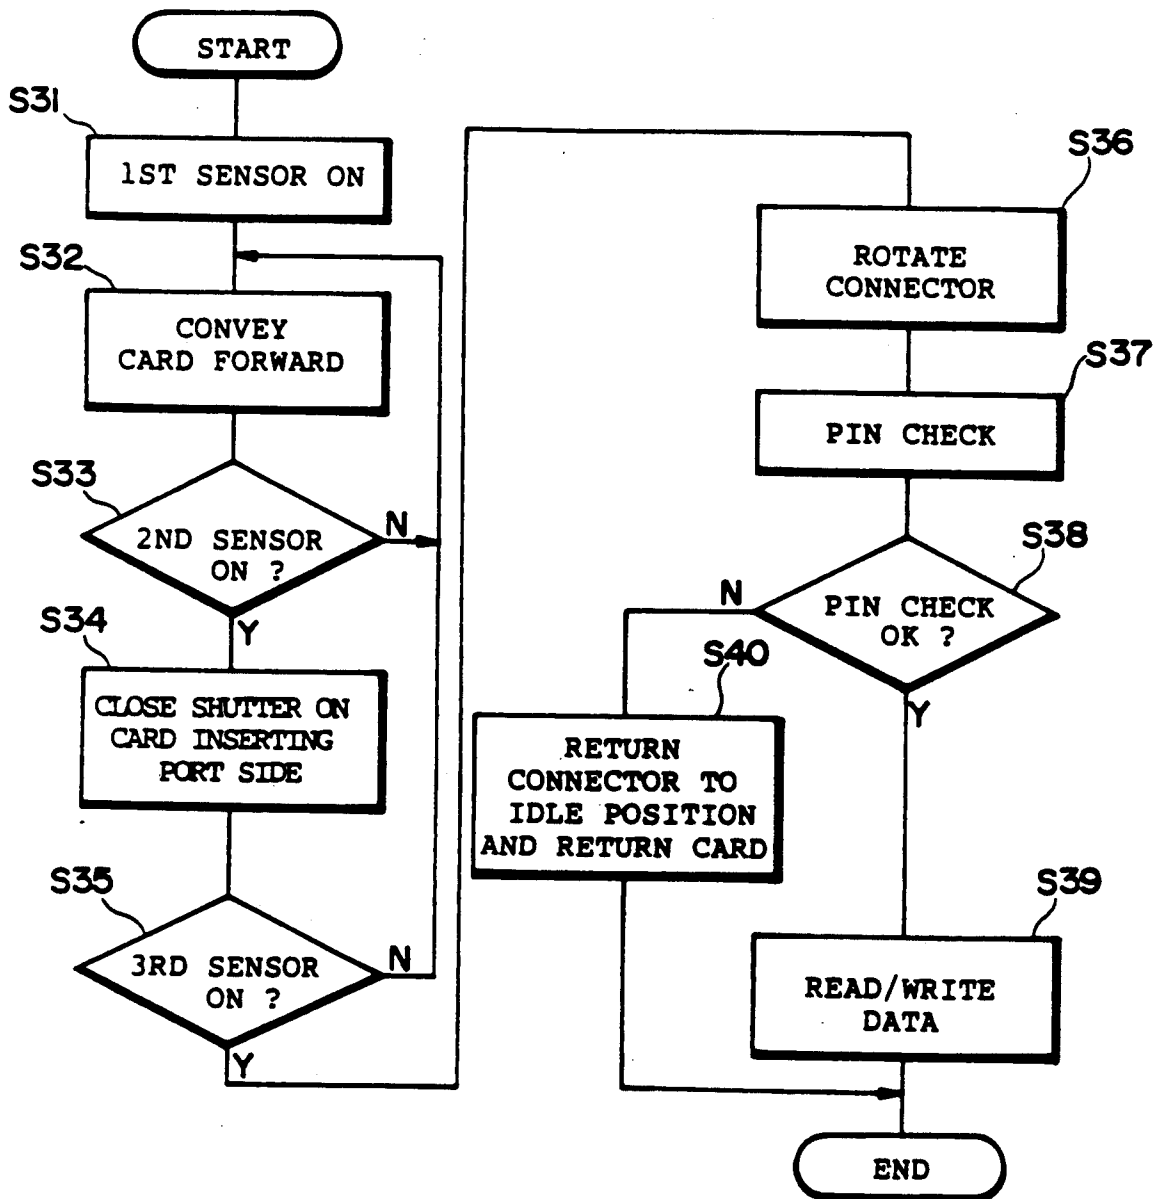 START
S31
1ST SENSOR ON
S32
CONVEY
CARD FORWARD
S33
2ND SENSOR
ON ?
N
Y
S34
CLOSE SHUTTER ON
CARD INSERTING
PORT SIDE
S35
3RD SENSOR
ON ?
N
Y
S36
ROTATE
CONNECTOR
S37
PIN CHECK
S38
PIN CHECK
OK ?
N
Y
S40
RETURN
CONNECTOR TO
IDLE POSITION
AND RETURN CARD
S39
READ/WRITE
DATA
END